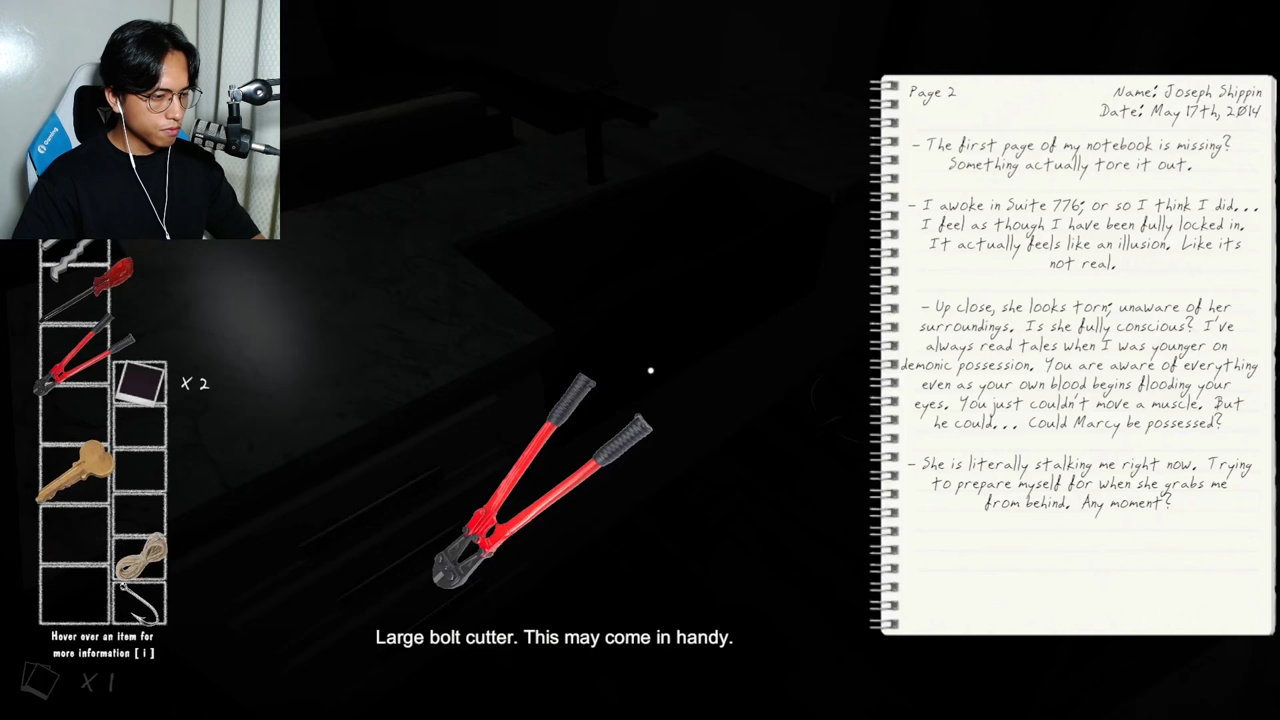 Gaming
X 2
Hover over an item for
more information [ i ]
X 1
Large bolt cutter. This may come in handy.
Page 2
Name: Joseph Shippin
Date: May 17th, 2014
- The first page of my notebook is missing?
Something actually tore it out.
- I awoke in Suite 776; or so I think I did...
I feel as though I have been fully locked in.
It actually feels like an illusion. Like its
not real.
- Up close, she looks torn; unaware of her
surroundings. Is she fully conscious? I've
always read tales when I was younger on
demonic possession. You are aware of everything
even as your own blood begins flooding your
eyes. You just couldn't move a muscle. But
he could... Could Marcy be possessed?
- She is literally stalking me right now. Trying
to prepare myself for when she grabs me
from behind. Any moment?